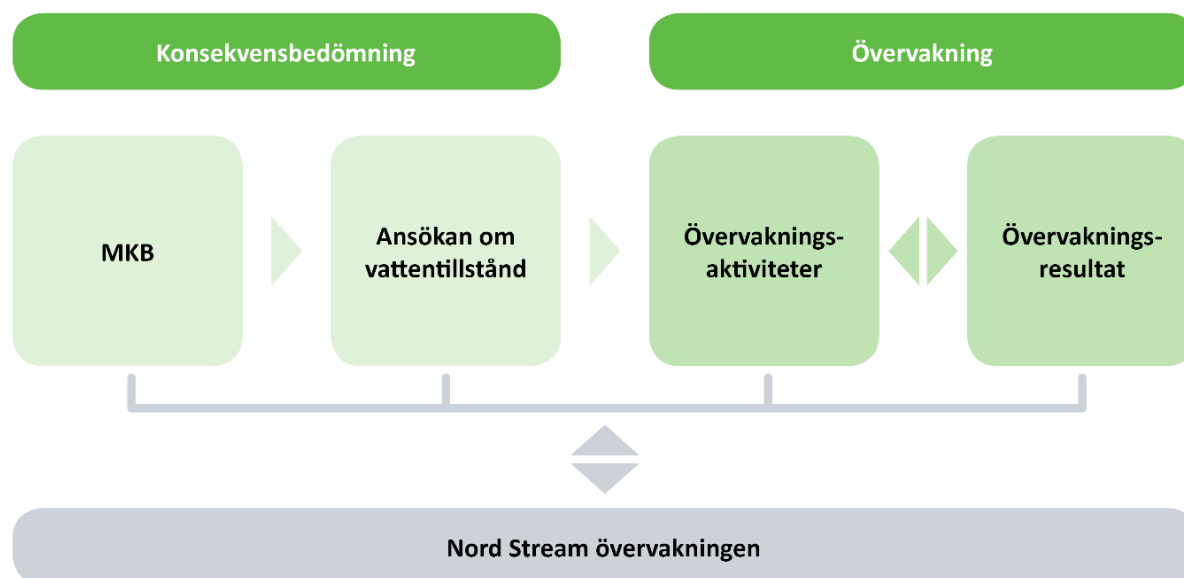 Konsekvensbedömning
Övervakning
MKB
Ansökan om
vattentillstånd
Övervaknings-
aktiviteter
Övervaknings-
resultat
Nord Stream övervakningen